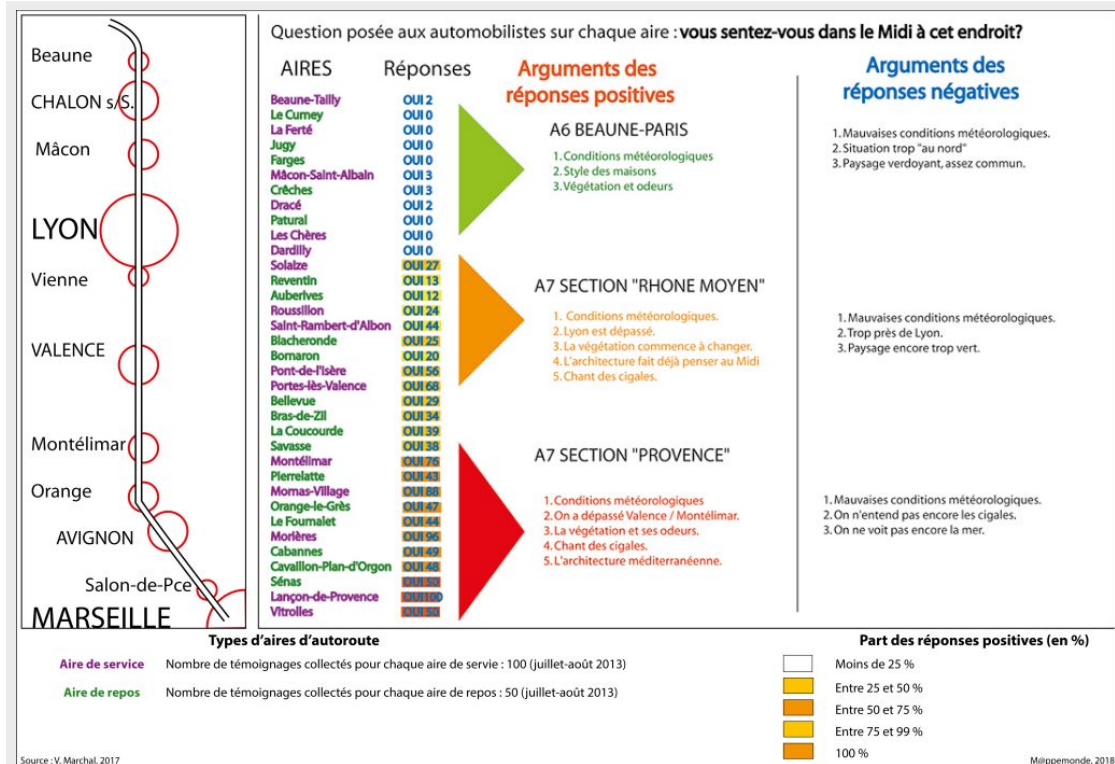 Beaune
CHALON s/S.
Mâcon
LYON
Vienne
VALENCE
Montélimar
Orange
AVIGNON
Salon-de-Pce
MARSEILLE
Question posée aux automobilistes sur chaque aire : vous sentez-vous dans le Midi à cet endroit?
AIRES Réponses
Beaune-Tailly OUI 2
Le Curney OUI 0
La Ferté OUI 0
Jugy OUI 0
Farges OUI 0
Mâcon-Saint-Albain OUI 3
Crêches OUI 3
Dracé OUI 2
Patural OUI 0
Les Chères OUI 0
Dardilly OUI 0
Solaize OUI 27
Reventin OUI 13
Auberives OUI 12
Roussillon OUI 24
Saint-Rambert-d'Albon OUI 44
Blacheronde OUI 25
Bornaron OUI 20
Pont-de-l'Isère OUI 56
Portes-lès-Valence OUI 68
Bellevue OUI 29
Bras-de-Zil OUI 34
La Coucourde OUI 39
Savasse OUI 38
Montélimar OUI 76
Pierrelatte OUI 43
Mornas-Village OUI 88
Orange-le-Grès OUI 47
Le Fournalet OUI 44
Morières OUI 96
Cabannes OUI 49
Cavaillon-Plan-d'Orgon OUI 48
Sénas OUI 50
Lançon-de-Provence OUI100
Vitrolles OUI 50
Arguments des
réponses positives
A6 BEAUNE-PARIS
1. Conditions météorologiques
2. Style des maisons
3. Végétation et odeurs
A7 SECTION "RHONE MOYEN"
1. Conditions météorologiques.
2. Lyon est dépassé.
3. La végétation commence à changer.
4. L'architecture fait déjà penser au Midi
5. Chant des cigales.
A7 SECTION "PROVENCE"
1. Conditions météorologiques
2. On a dépassé Valence / Montélimar.
3. La végétation et ses odeurs.
4. Chant des cigales.
5. L'architecture méditerranéenne.
Arguments des
réponses négatives
1. Mauvaises conditions météorologiques.
2. Situation trop "au nord"
3. Paysage verdoyant, assez commun.
1. Mauvaises conditions météorologiques.
2. Trop près de Lyon.
3. Paysage encore trop vert.
1. Mauvaises conditions météorologiques.
2. On n'entend pas encore les cigales.
3. On ne voit pas encore la mer.
Types d'aires d'autoroute
Aire de service Nombre de témoignages collectés pour chaque aire de servie : 100 (juillet-août 2013)
Aire de repos Nombre de témoignages collectés pour chaque aire de repos : 50 (juillet-août 2013)
Part des réponses positives (en %)
Moins de 25 %
Entre 25 et 50 %
Entre 50 et 75 %
Entre 75 et 99 %
100 %
Source : V. Marchal, 2017
M@ppemonde, 2018